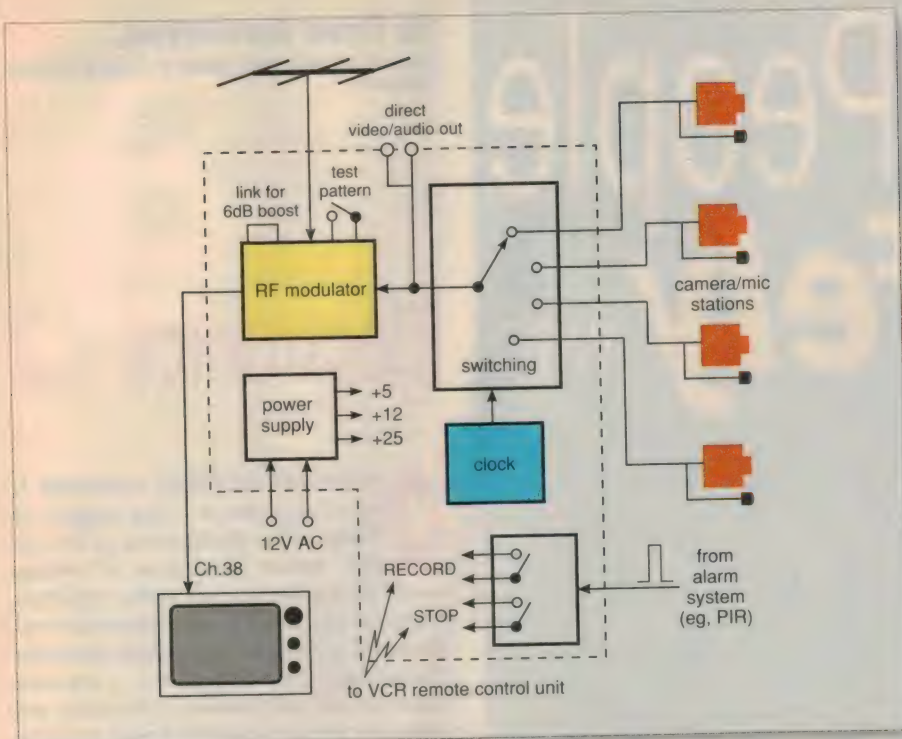 direct
video/audio out
link for
6dB boost
test
pattern
RF modulator
switching
camera/mic
stations
power
supply
+5
+12
+25
clock
12V AC
Ch.38
RECORD
STOP
from
alarm
system
(eg, PIR)
to VCR remote control unit